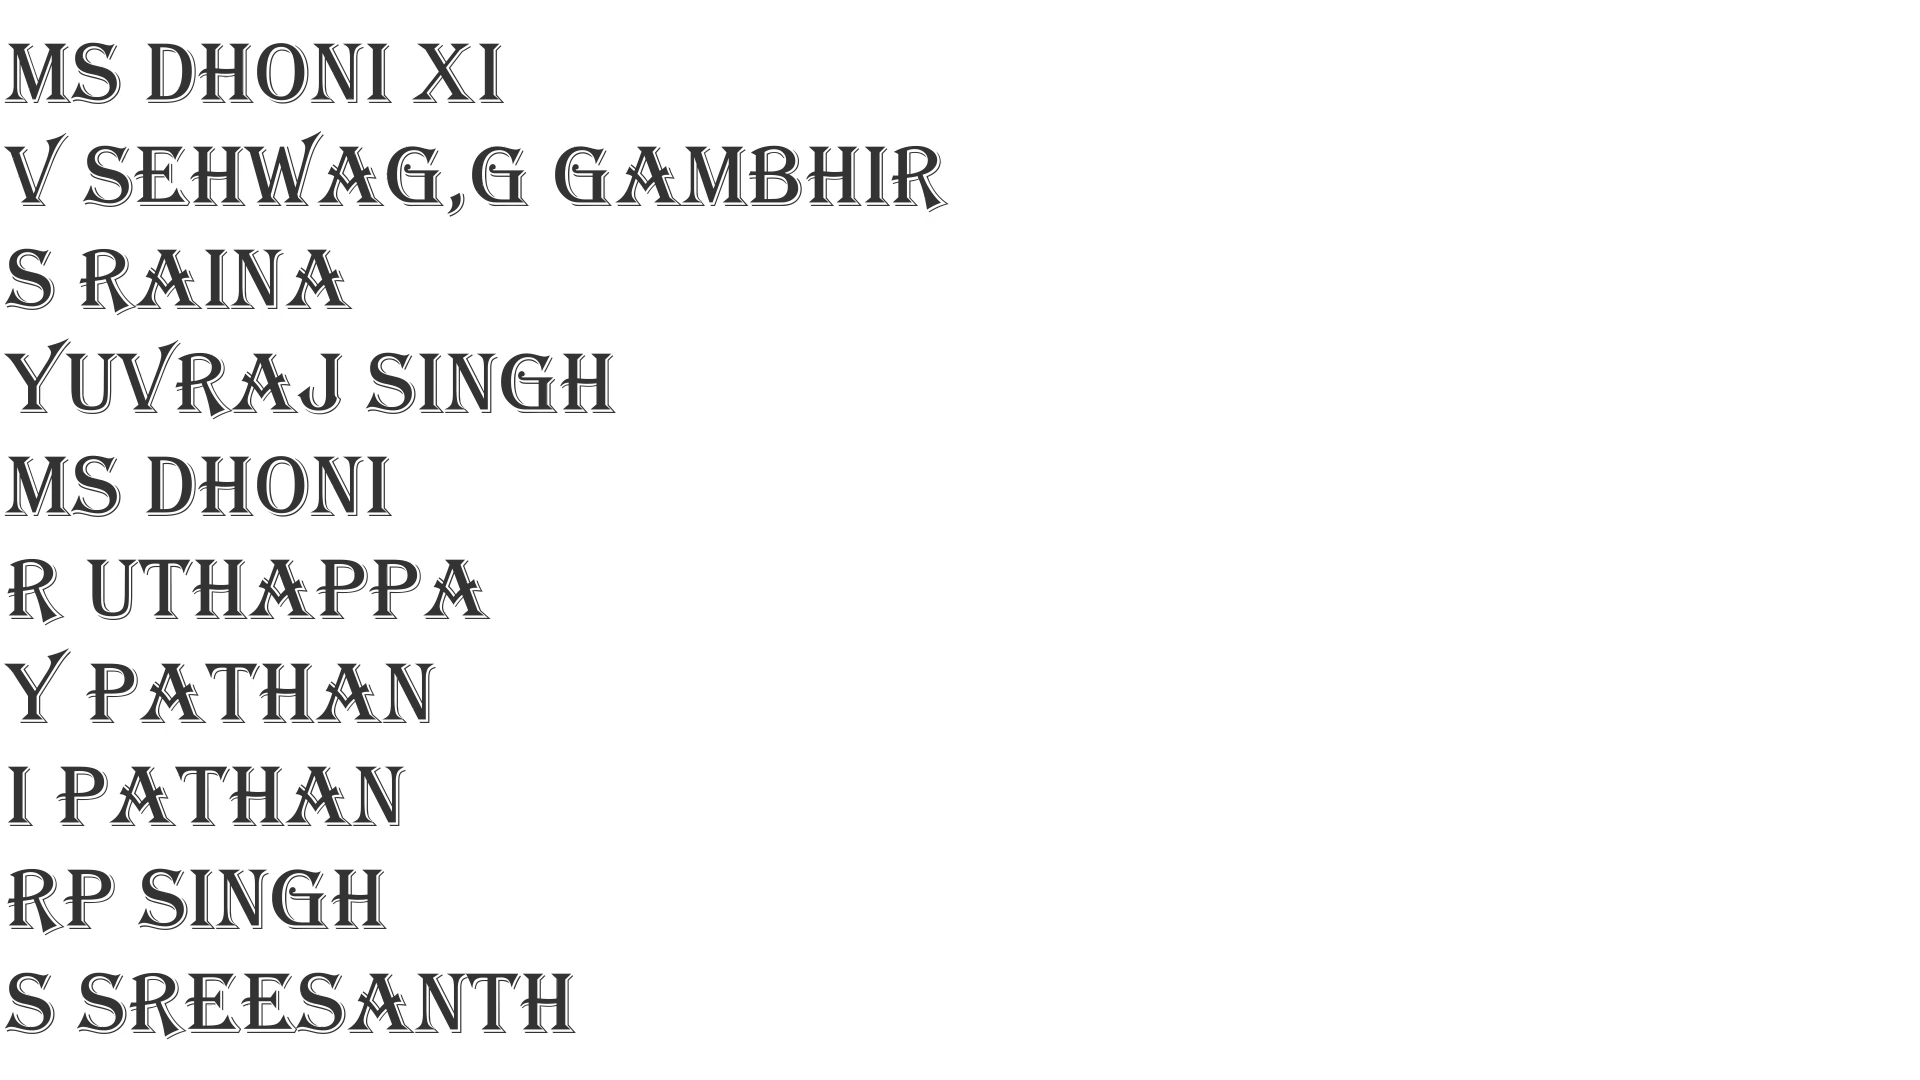 MS DHONI XI
V SEHWAG,G GAMBHIR
S RAINA
YUVRAJ SINGH
MS DHONI
R UTHAPPA
Y PATHAN
I PATHAN
RP SINGH
S SREESANTH